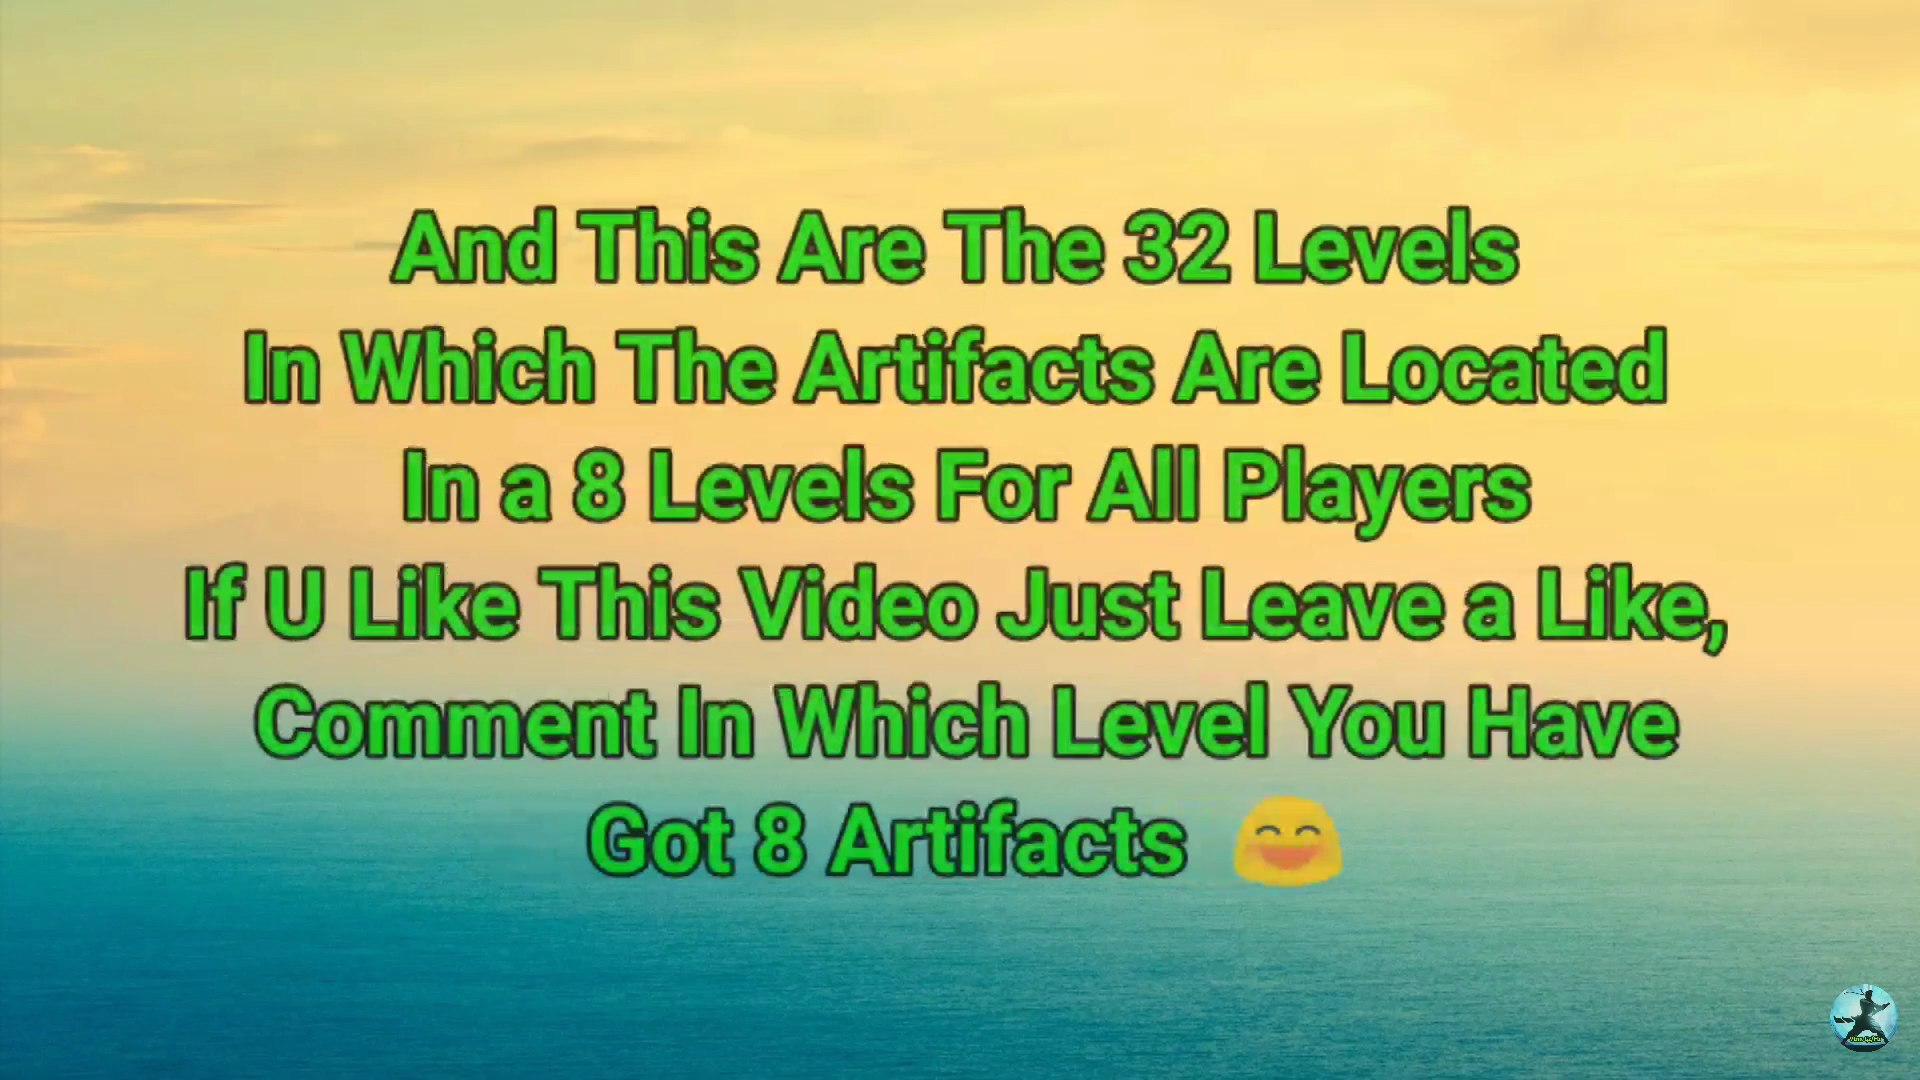 And This Are The 32 Levels
In Which The Artifacts Are Located
In a 8 Levels For All Players
If U Like This Video Just Leave a Like,
Comment In Which Level You Have
Got 8 Artifacts 😄